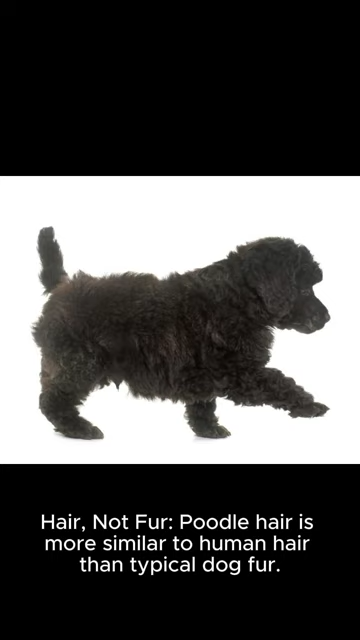 Hair, Not Fur: Poodle hair is
more similar to human hair
than typical dog fur.